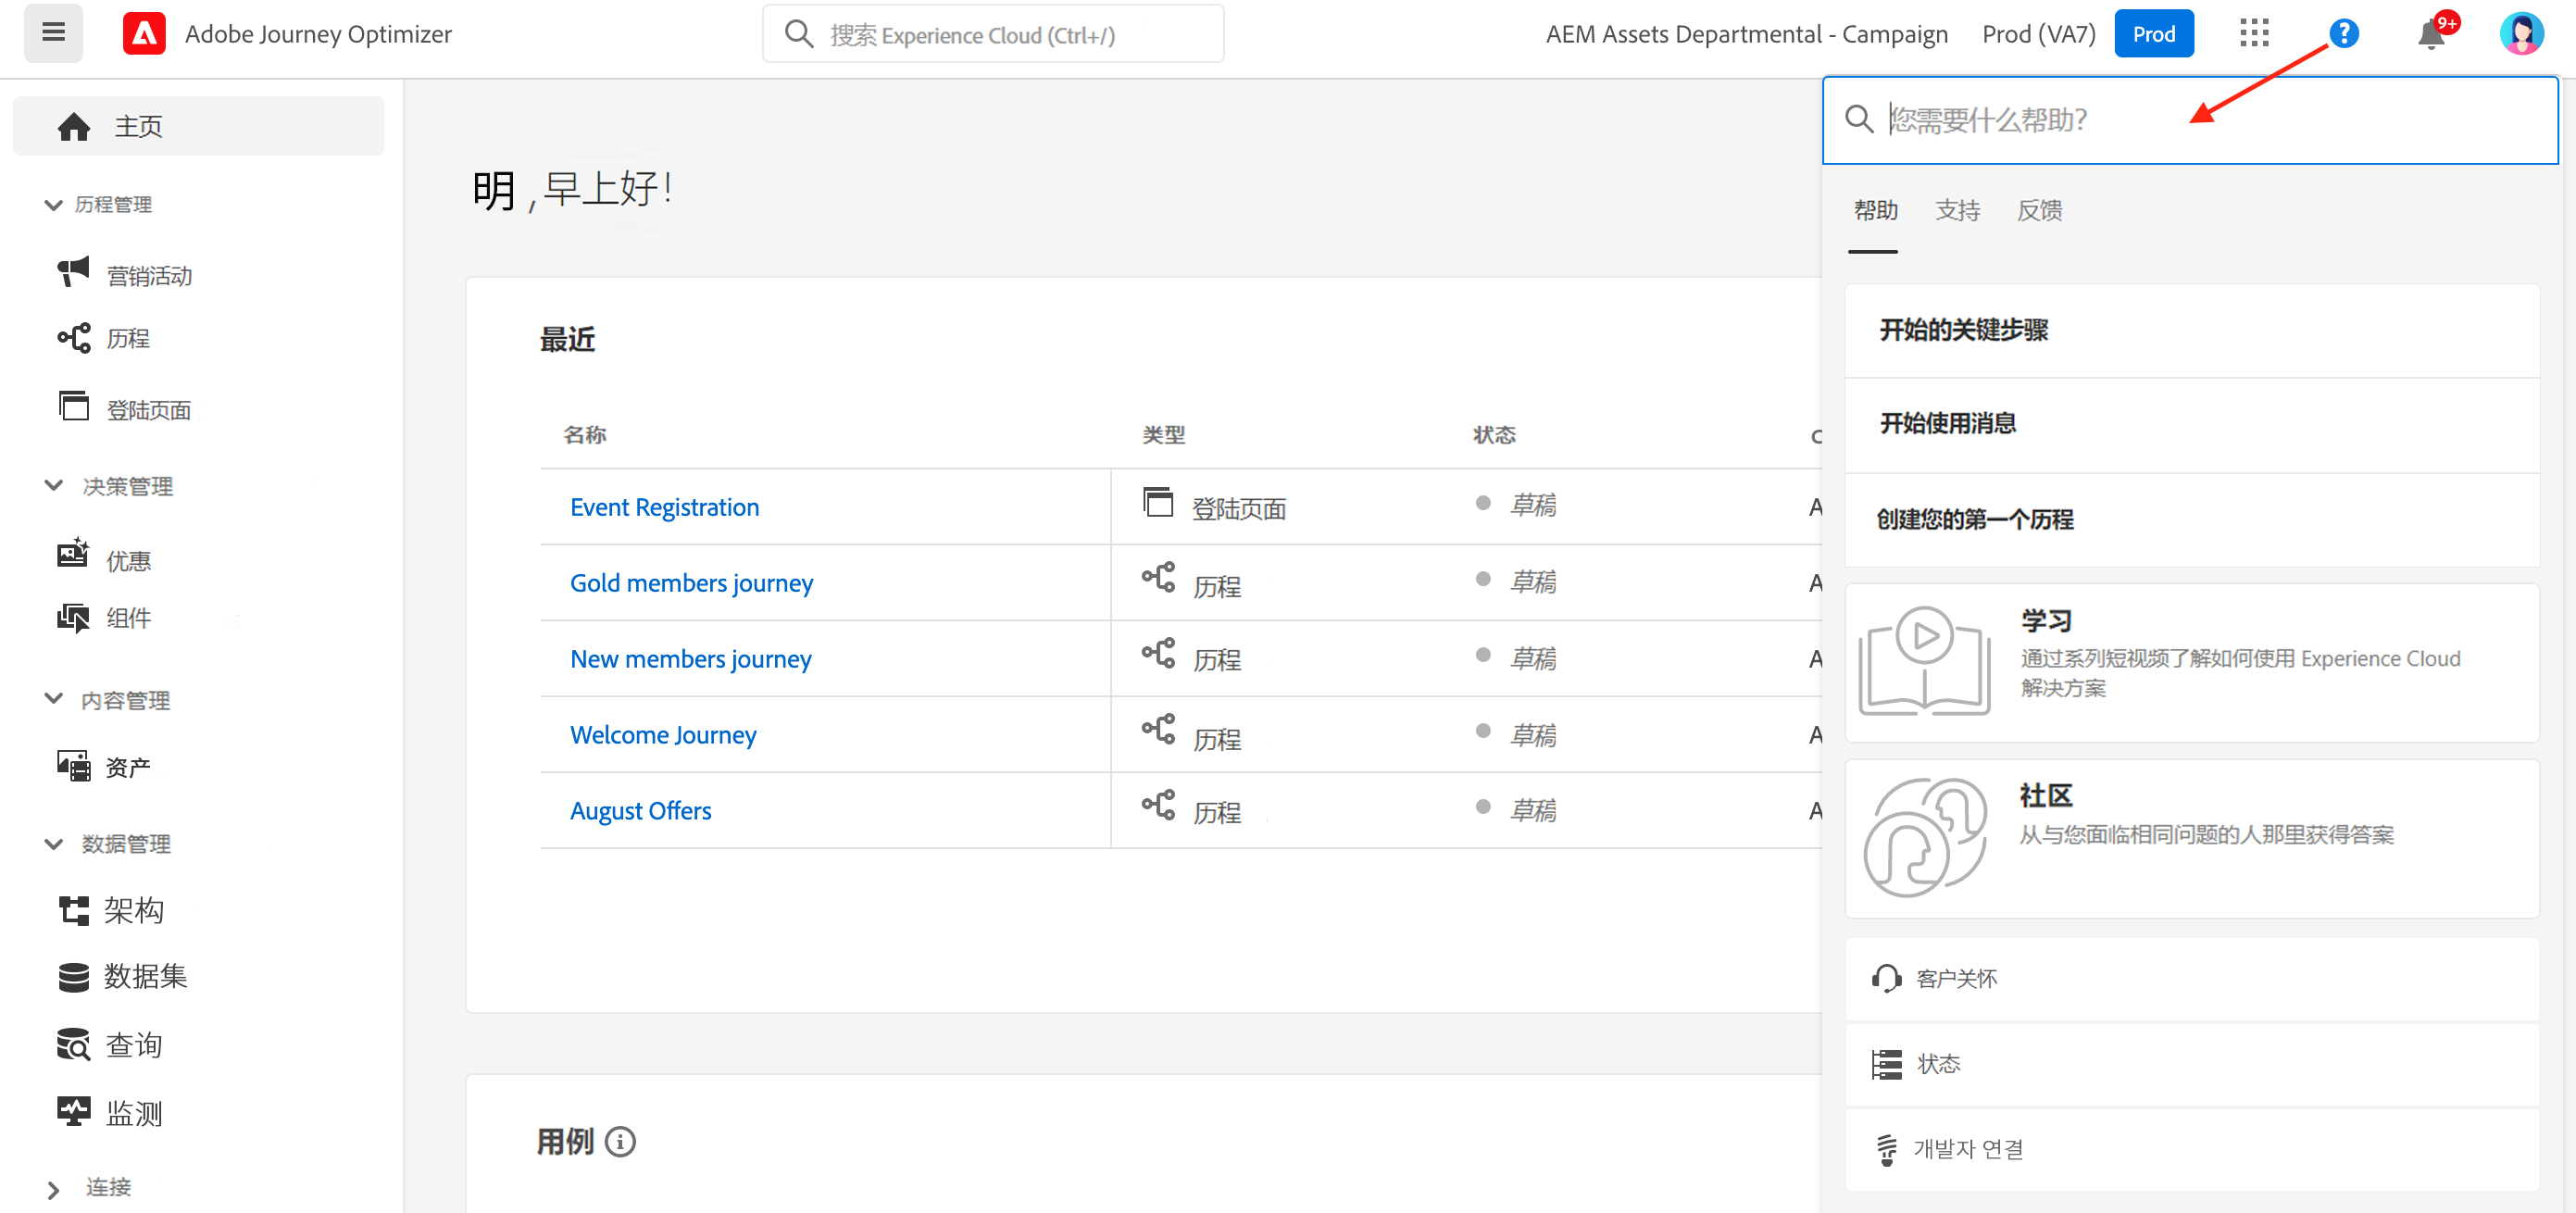 Adobe Journey Optimizer
搜索 Experience Cloud (Ctrl+/)
AEM Assets Departmental - Campaign
Prod (VA7)
Prod
?
9+
主页
历程管理
营销活动
历程
登陆页面
决策管理
优惠
组件
内容管理
资产
数据管理
架构
数据集
查询
监测
连接
明 , 早上好!
最近
名称 类型 状态 C
Event Registration 登陆页面 草稿 A
Gold members journey 历程 草稿 A
New members journey 历程 草稿 A
Welcome Journey 历程 草稿 A
August Offers 历程 草稿 A
用例
您需要什么帮助?
帮助 支持 反馈
开始的关键步骤
开始使用消息
创建您的第一个历程
学习
通过系列短视频了解如何使用 Experience Cloud
解决方案
社区
从与您面临相同问题的人那里获得答案
客户关怀
状态
개발자 연결